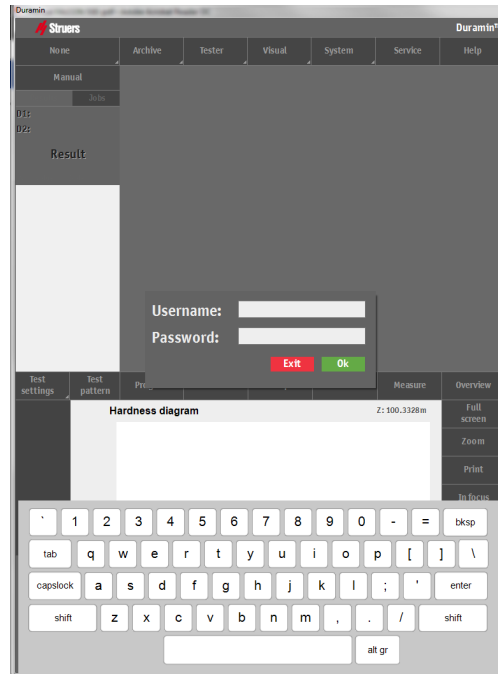 Duramin
Struers
Duramin
None Archive Tester Visual System Service Help
Manual
Jobs
D1:
D2:
Result
Username:
Password:
Exit Ok
Test settings Test pattern Measure Overview
Hardness diagram Z: 100.3328m Full screen
Zoom
Print
In focus
` 1 2 3 4 5 6 7 8 9 0 - = bksp
tab q w e r t y u i o p [ ] \
capslock a s d f g h j k l ; ' enter
shift z x c v b n m , . / shift
alt gr